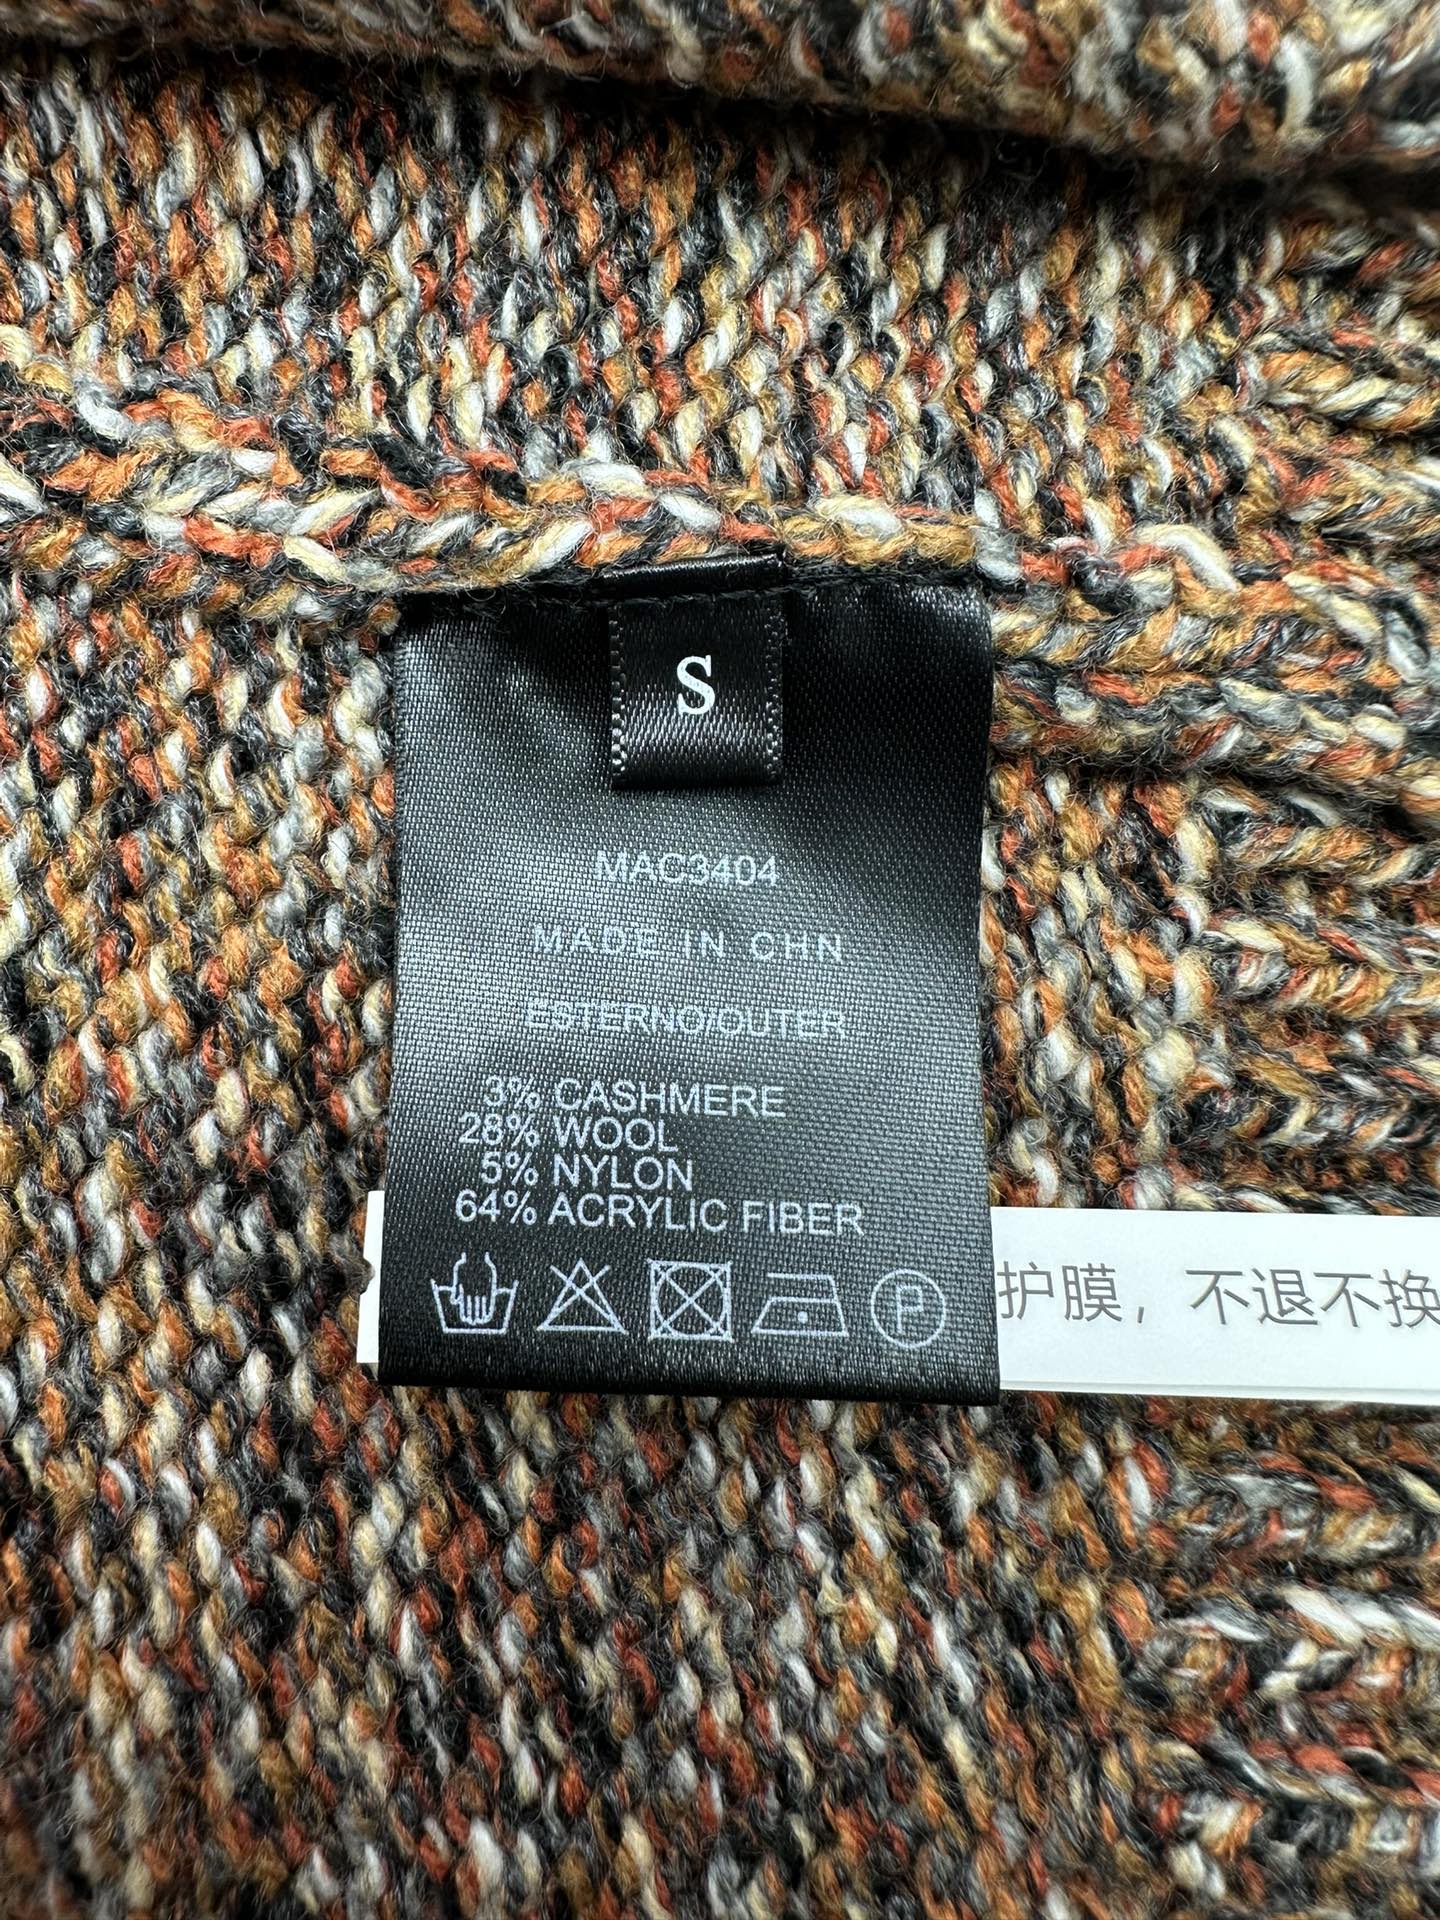 S
MAC3404
MADE IN CHN
ESTERNO/OUTER
3% CASHMERE
28% WOOL
5% NYLON
64% ACRYLIC FIBER
P
护膜，不退不换